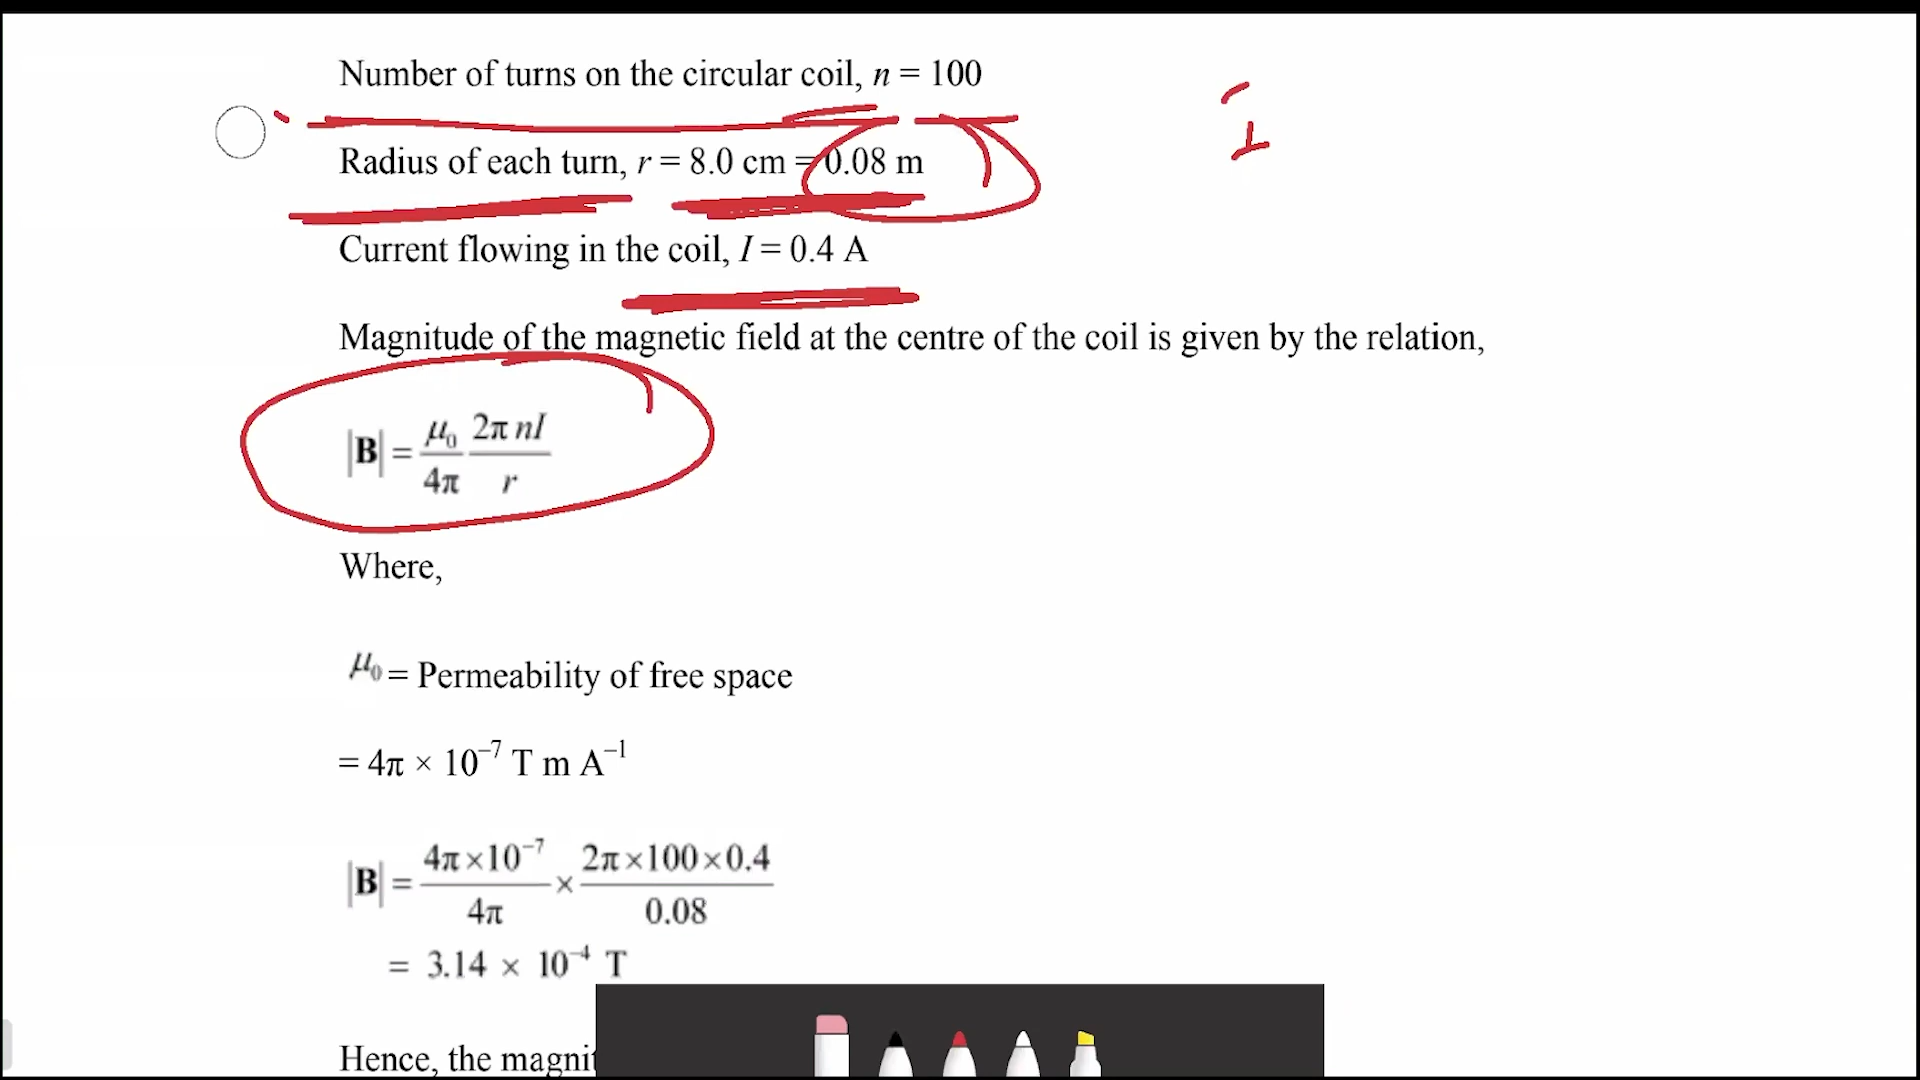 Number of turns on the circular coil, n = 100
Radius of each turn, r = 8.0 cm = 0.08 m
Current flowing in the coil, I = 0.4 A
Magnitude of the magnetic field at the centre of the coil is given by the relation,
|B| = μ₀/4π 2π nI/r
Where,
μ₀ = Permeability of free space
= 4π × 10⁻⁷ T m A⁻¹
|B| = 4π×10⁻⁷/4π × 2π×100×0.4/0.08
= 3.14 × 10⁻⁴ T
Hence, the